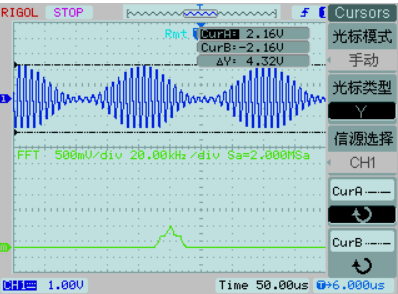 RIGOL STOP
Cursors
Rmt
CurA: 2.16V
CurB:-2.16V
ΔY: 4.32V
光标模式
手动
光标类型
Y
信源选择
CH1
CurA
CurB
FFT 500mV/div 20.00kHz/div Sa=2.000MSa
CH1 1.00V
Time 50.00us
6.000us